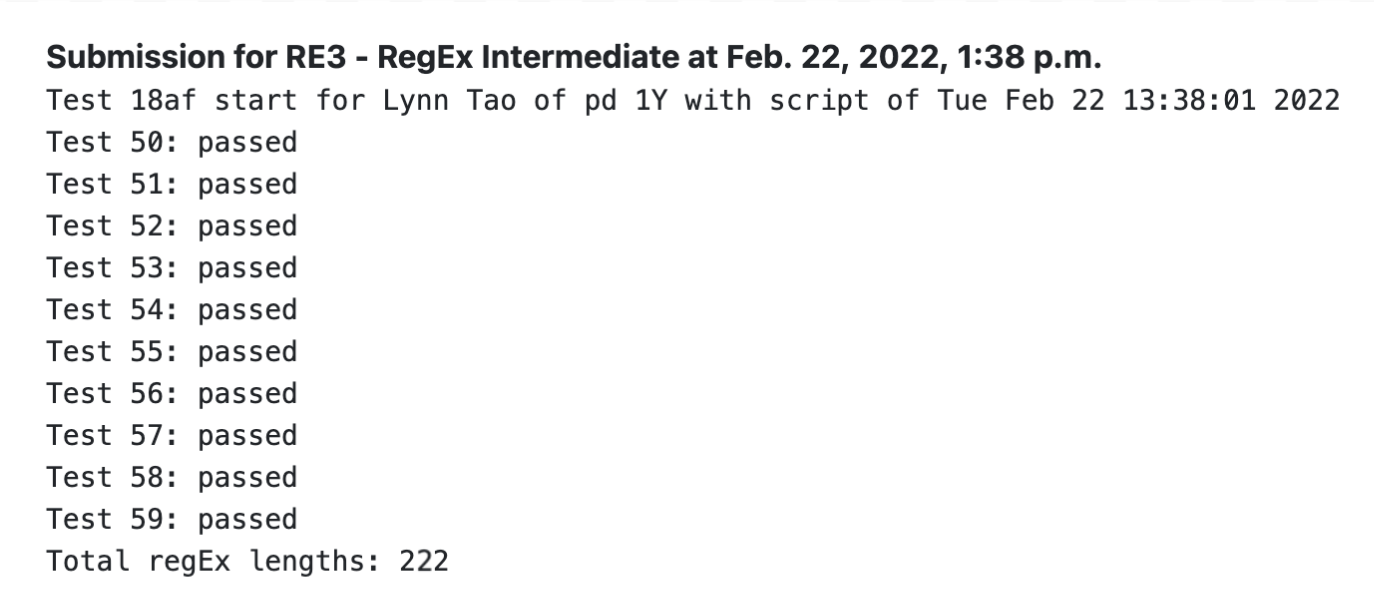 Submission for RE3 - RegEx Intermediate at Feb. 22, 2022, 1:38 p.m.
Test 18af start for Lynn Tao of pd 1Y with script of Tue Feb 22 13:38:01 2022
Test 50: passed
Test 51: passed
Test 52: passed
Test 53: passed
Test 54: passed
Test 55: passed
Test 56: passed
Test 57: passed
Test 58: passed
Test 59: passed
Total regEx lengths: 222